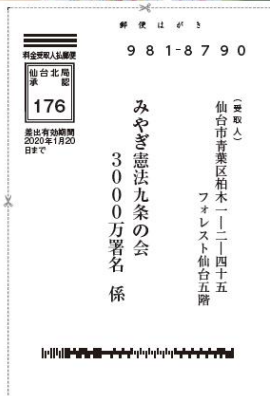 郵便はがき
981-8790
料金受取人払郵便
仙台北局
承認
176
差出有効期間
2020年1月20
日まで
（受取人）
仙台市青葉区柏木一―二―四十五
フォレスト仙台五階
みやぎ憲法九条の会
3000万署名 係